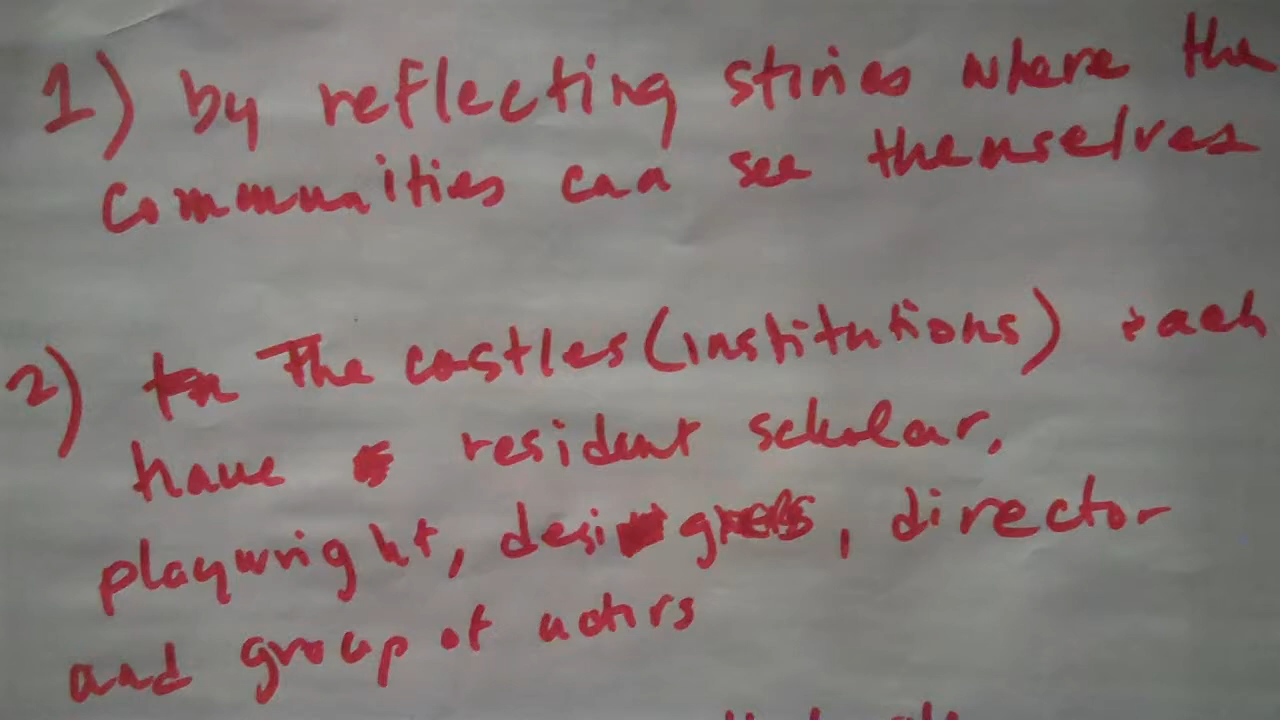 1) by reflecting stories where the
communities can see themselves
2) The castles (institutions) each
have resident scholar,
playwright, designers, director
and group of actors